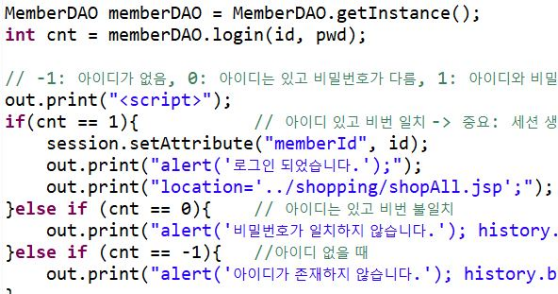 MemberDAO memberDAO = MemberDAO.getInstance();
int cnt = memberDAO.login(id, pwd);
// -1: 아이디가 없음, 0: 아이디는 있고 비밀번호가 다름, 1: 아이디와 비밀
out.print("<script>");
if(cnt == 1){ // 아이디 있고 비번 일치 -> 중요: 세션 생
session.setAttribute("memberId", id);
out.print("alert('로그인 되었습니다.');");
out.print("location='../shopping/shopAll.jsp';");
}else if (cnt == 0){ // 아이디는 있고 비번 불일치
out.print("alert('비밀번호가 일치하지 않습니다.'); history.
}else if (cnt == -1){ //아이디 없을 때
out.print("alert('아이디가 존재하지 않습니다.'); history.b
}